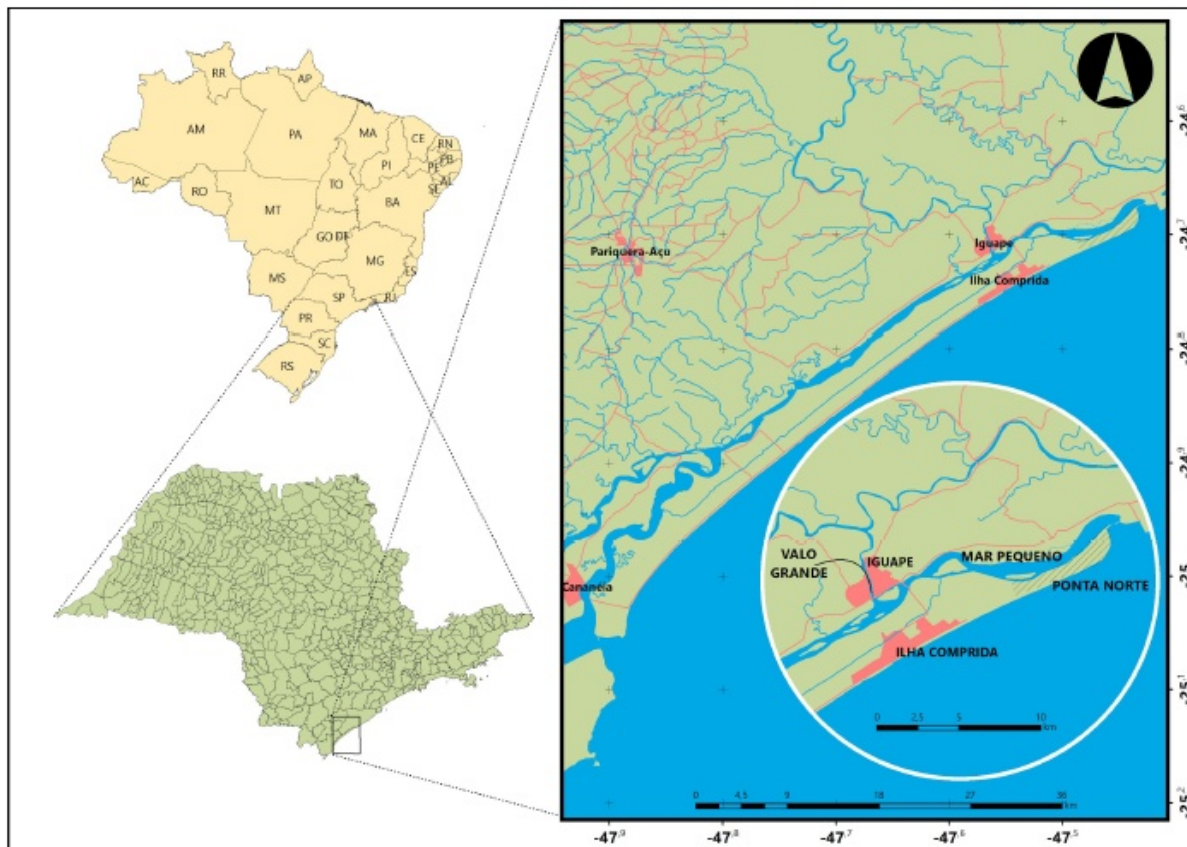 RR
AP
AM
PA
MA
CE
RN
PB
PE
AL
SE
PI
AC
RO
TO
BA
MT
GO DF
MG
ES
MS
SP
RJ
PR
SC
RS
Pariquera-Açu
Iguape
Ilha Comprida
Cananéia
VALO
GRANDE
IGUAPE
MAR PEQUENO
PONTA NORTE
ILHA COMPRIDA
0 2,5 5 10
km
0 4,5 9 18 27 36
km
-24,6
-24,7
-24,8
-24,9
-25,1
-25,2
-47,9 -47,8 -47,7 -47,6 -47,5